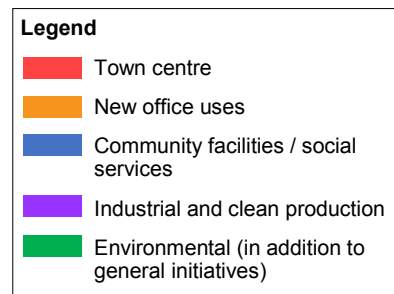 Legend
Town centre
New office uses
Community facilities / social
services
Industrial and clean production
Environmental (in addition to
general initiatives)